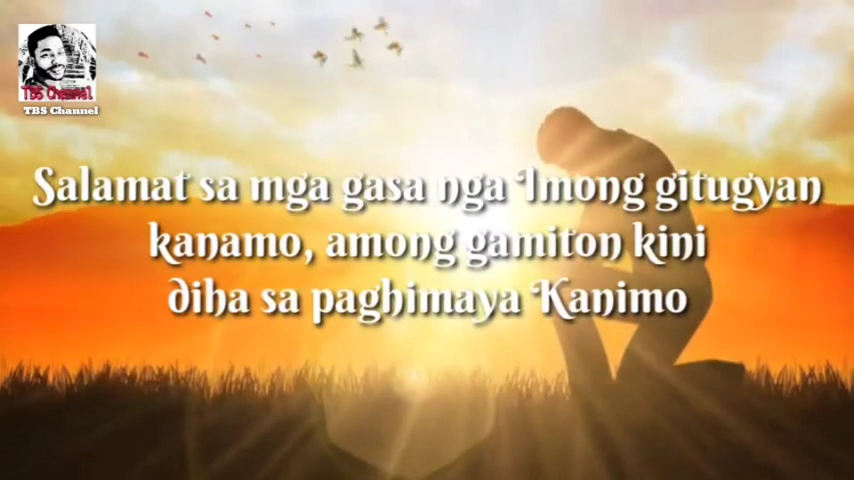 TBS Channel
TBS Channel
Salamat sa mga gasa nga Imong gitugyan
kanamo, among gamiton kini
diha sa paghimaya Kanimo